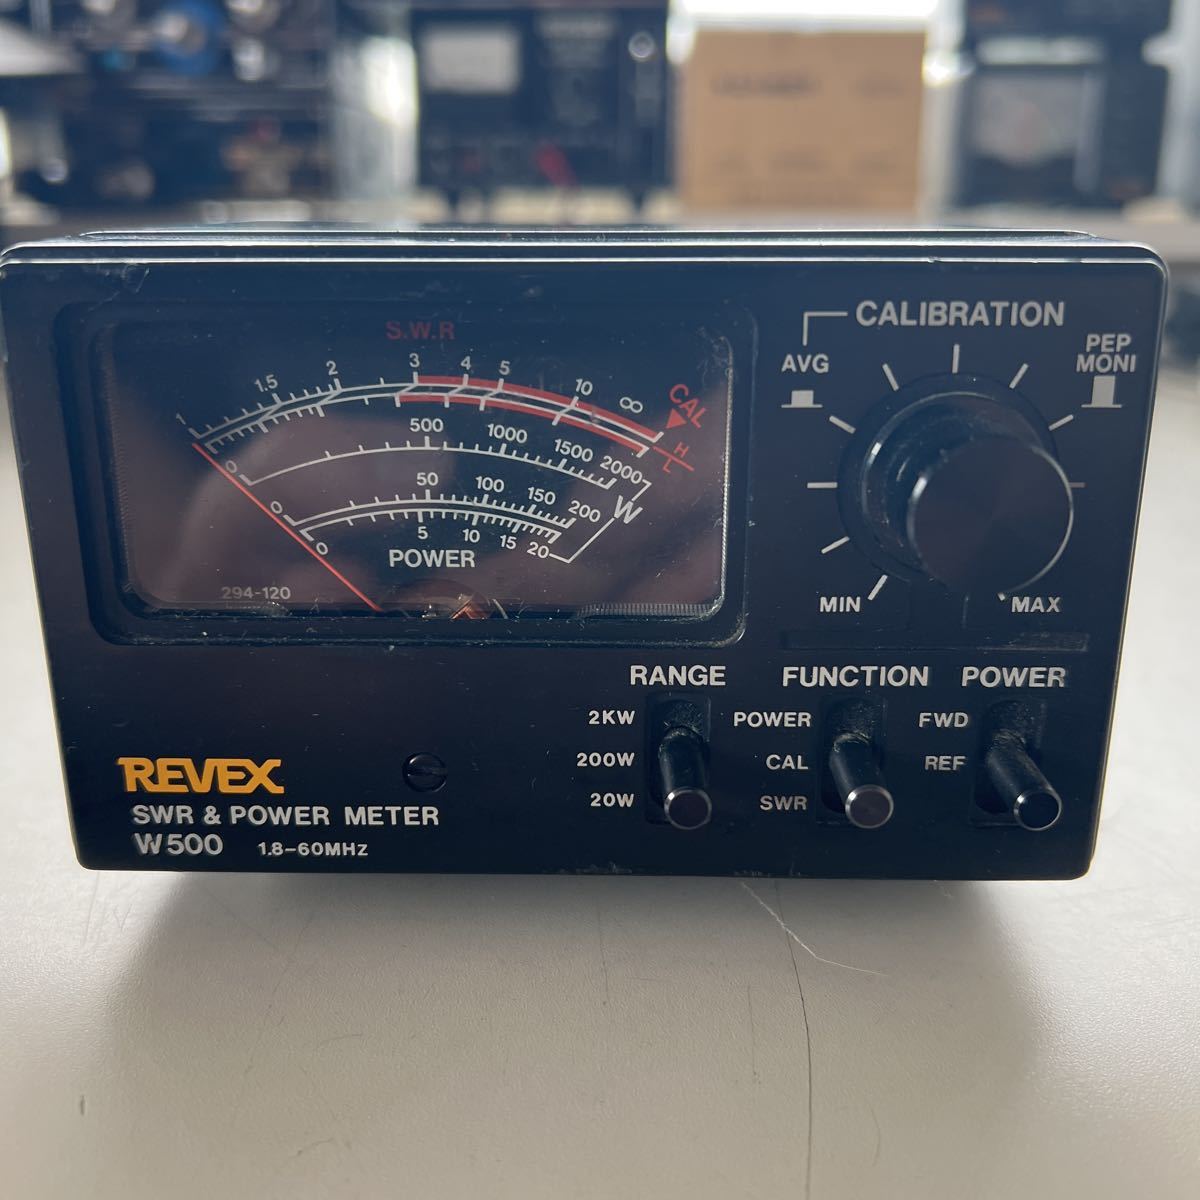 CALIBRATION
AVG
PEP
MONI
S.W.R
1 1.5 2 3 4 5 10 ∞
CAL
H
L
0 500 1000 1500 2000
W
0 50 100 150 200
0 5 10 15 20
POWER
294-120
MIN
MAX
RANGE FUNCTION POWER
2KW POWER FWD
200W CAL REF
20W SWR
REVEX
SWR & POWER METER
W500 1.8-60MHZ